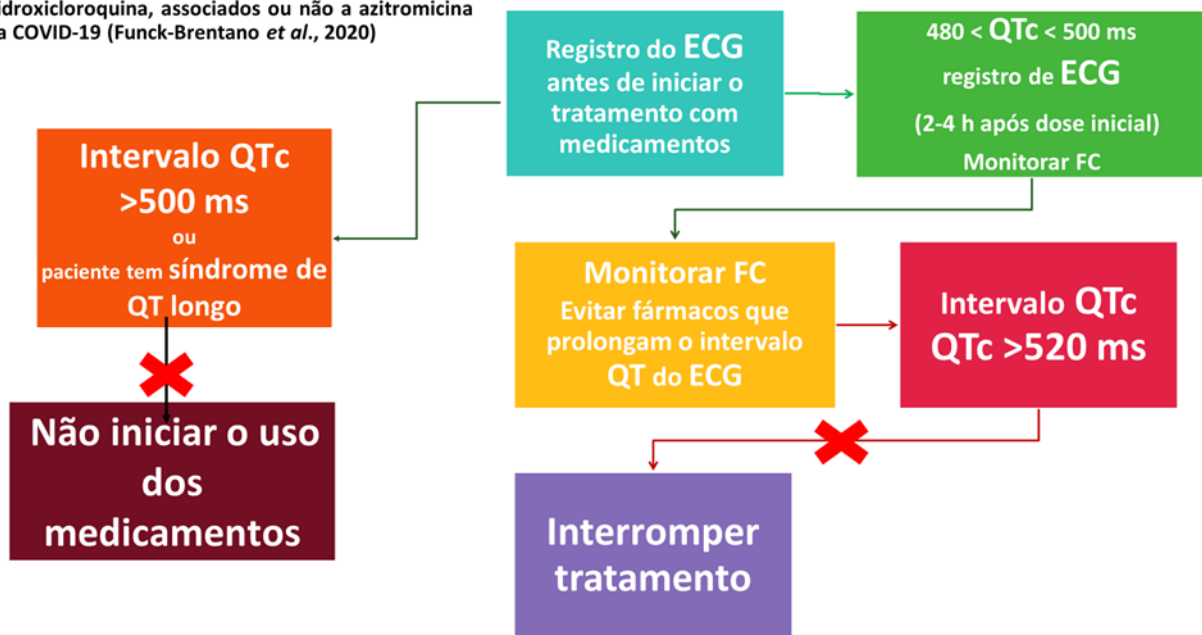 idroxicloroquina, associados ou não a azitromicina
a COVID-19 (Funck-Brentano et al., 2020)
Registro do ECG
antes de iniciar o
tratamento com
medicamentos
480 < QTc < 500 ms
registro de ECG
(2-4 h após dose inicial)
Monitorar FC
Intervalo QTc
>500 ms
ou
paciente tem síndrome de
QT longo
Monitorar FC
Evitar fármacos que
prolongam o intervalo
QT do ECG
Intervalo QTc
QTc >520 ms
Não iniciar o uso
dos
medicamentos
Interromper
tratamento